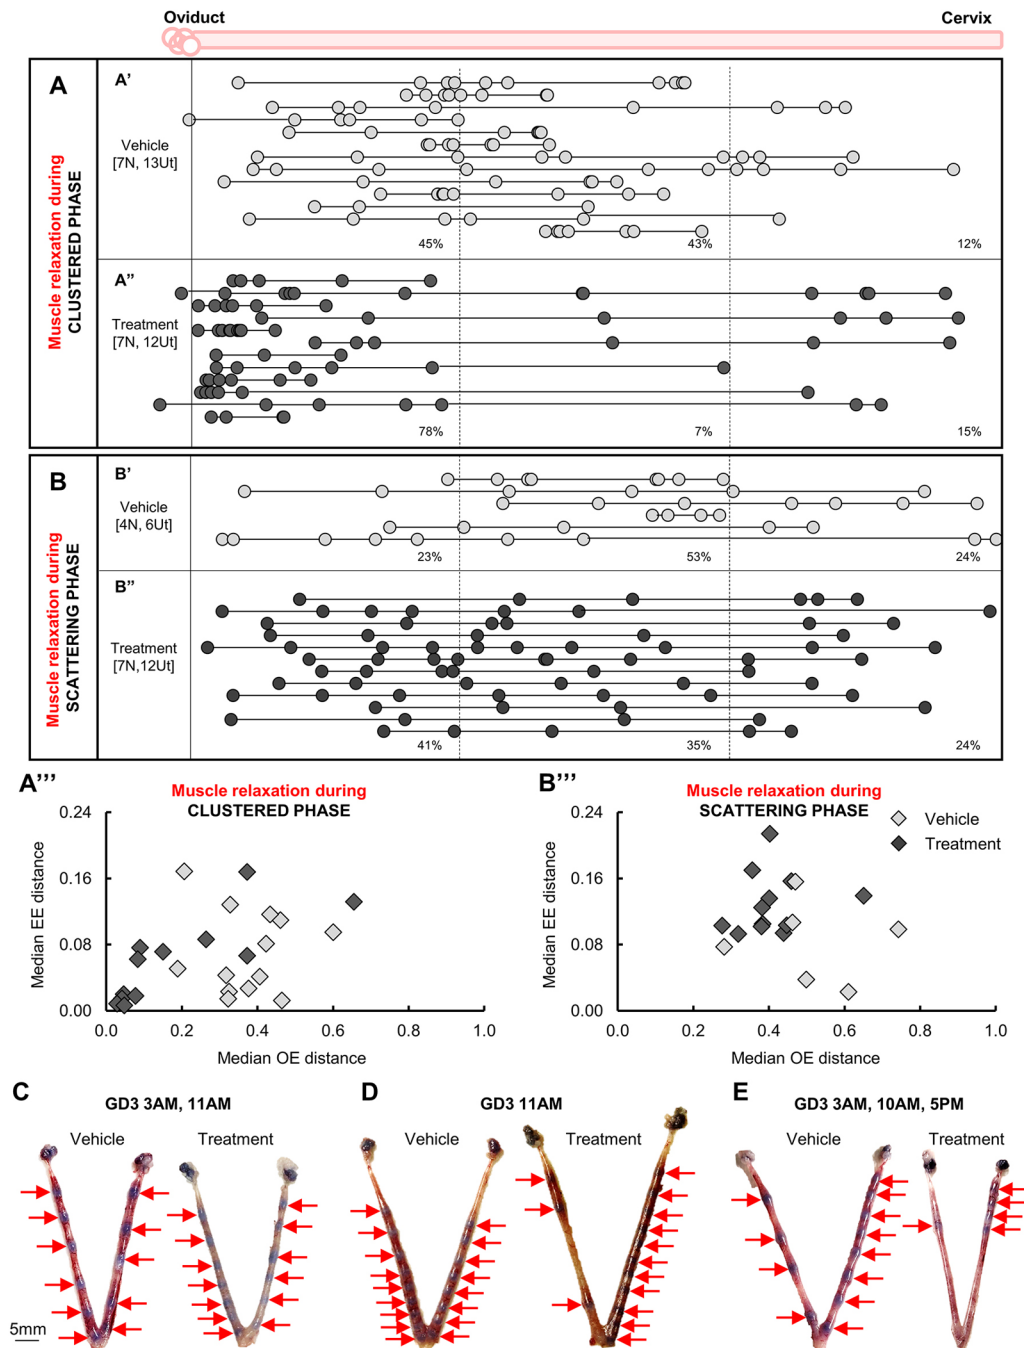 Oviduct
Cervix
A
Muscle relaxation during
CLUSTERED PHASE
A’
Vehicle
[7N, 13Ut]
45%
43%
12%
A”
Treatment
[7N, 12Ut]
78%
7%
15%
B
Muscle relaxation during
SCATTERING PHASE
B’
Vehicle
[4N, 6Ut]
23%
53%
24%
B”
Treatment
[7N,12Ut]
41%
35%
24%
A’’’
Muscle relaxation during
CLUSTERED PHASE
0.24
0.16
0.08
0.00
Median EE distance
0.0
0.2
0.4
0.6
0.8
1.0
Median OE distance
B’’’
Muscle relaxation during
SCATTERING PHASE
Vehicle
Treatment
0.24
0.16
0.08
0.00
Median EE distance
0.0
0.2
0.4
0.6
0.8
1.0
Median OE distance
C
GD3 3AM, 11AM
Vehicle
Treatment
5mm
D
GD3 11AM
Vehicle
Treatment
E
GD3 3AM, 10AM, 5PM
Vehicle
Treatment